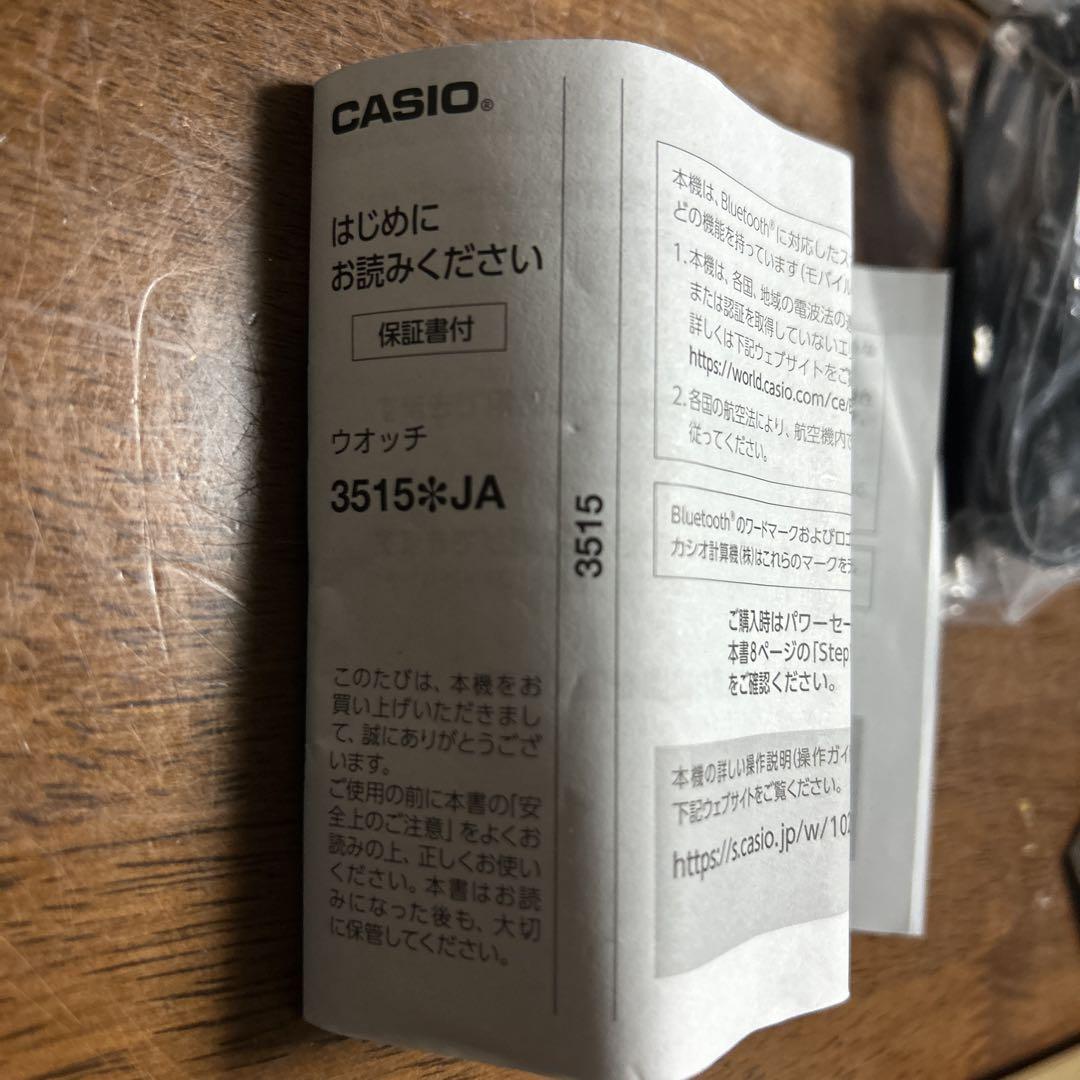 CASIO®
はじめに
お読みください
保証書付
ウオッチ
3515✻JA
このたびは、本機をお
買い上げいただきまし
て、誠にありがとうござ
います。
ご使用の前に本書の「安
全上のご注意」をよくお
読みの上、正しくお使い
ください。本書はお読
みになった後も、大切
に保管してください。
3515
本機は、Bluetooth®に対応したス
どの機能を持っています(モバイル
1. 本機は、各国、地域の電波法の
または認証を取得していないエ
詳しくは下記ウェブサイトをご
https://world.casio.com/ce/
2. 各国の航空法により、航空機内で
従ってください。
Bluetooth®のワードマークおよびロゴ
カシオ計算機(株)はこれらのマークを
ご購入時はパワーセー
本書8ページの「Step
をご確認ください。
本機の詳しい操作説明(操作ガイ
下記ウェブサイトをご覧ください。
https://s.casio.jp/w/102